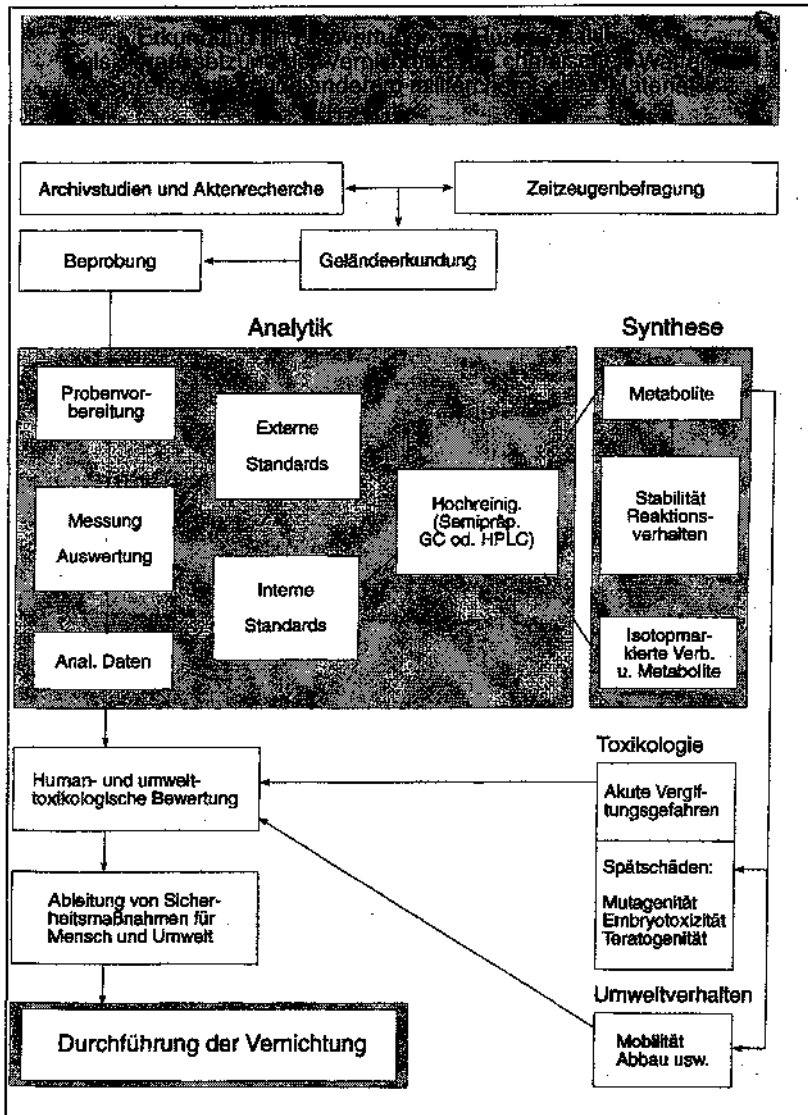 Archivstudien und Aktenrecherche
Zeitzeugenbefragung
Beprobung
Geländeerkundung
Analytik
Synthese
Probenvor-
bereitung
Externe
Standards
Metabolite
Messung
Auswertung
Hochreinig.
(Semipräp.
GC od. HPLC)
Stabilität
Reaktions-
verhalten
Interne
Standards
Anal. Daten
Isotopmar-
kierte Verb.
u. Metabolite
Toxikologie
Human- und umwelt-
toxikologische Bewertung
Akute Vergif-
tungsgefahren
Spätschäden:
Mutagenität
Embryotoxizität
Teratogenität
Ableitung von Sicher-
heitsmaßnahmen für
Mensch und Umwelt
Umweltverhalten
Durchführung der Vernichtung
Mobilität
Abbau usw.